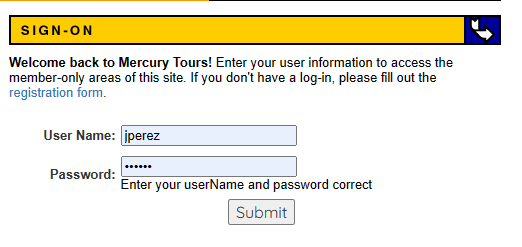 SIGN-ON
Welcome back to Mercury Tours! Enter your user information to access the
member-only areas of this site. If you don't have a log-in, please fill out the
registration form.
User Name: jperez
Password: ••••••
Enter your userName and password correct
Submit